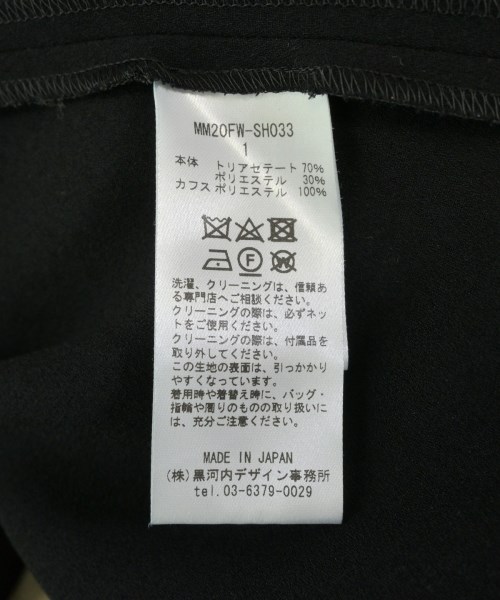 MM20FW-SH033
1
本体 トリアセテート 70%
ポリエステル 30%
カフス ポリエステル 100%
F W
洗濯、クリーニングは、信頼あ
る専門店へご相談ください。
クリーニングの際は、必ずネッ
トをご使用ください。
クリーニングの際は、付属品を
取り外してください。
この生地の表面は、引っかかり
やすくなっています。
着用時や着替え時に、バッグ・
指輪や周りのものの取り扱いに
は、充分ご注意ください。
MADE IN JAPAN
(株)黒河内デザイン事務所
tel.03-6379-0029